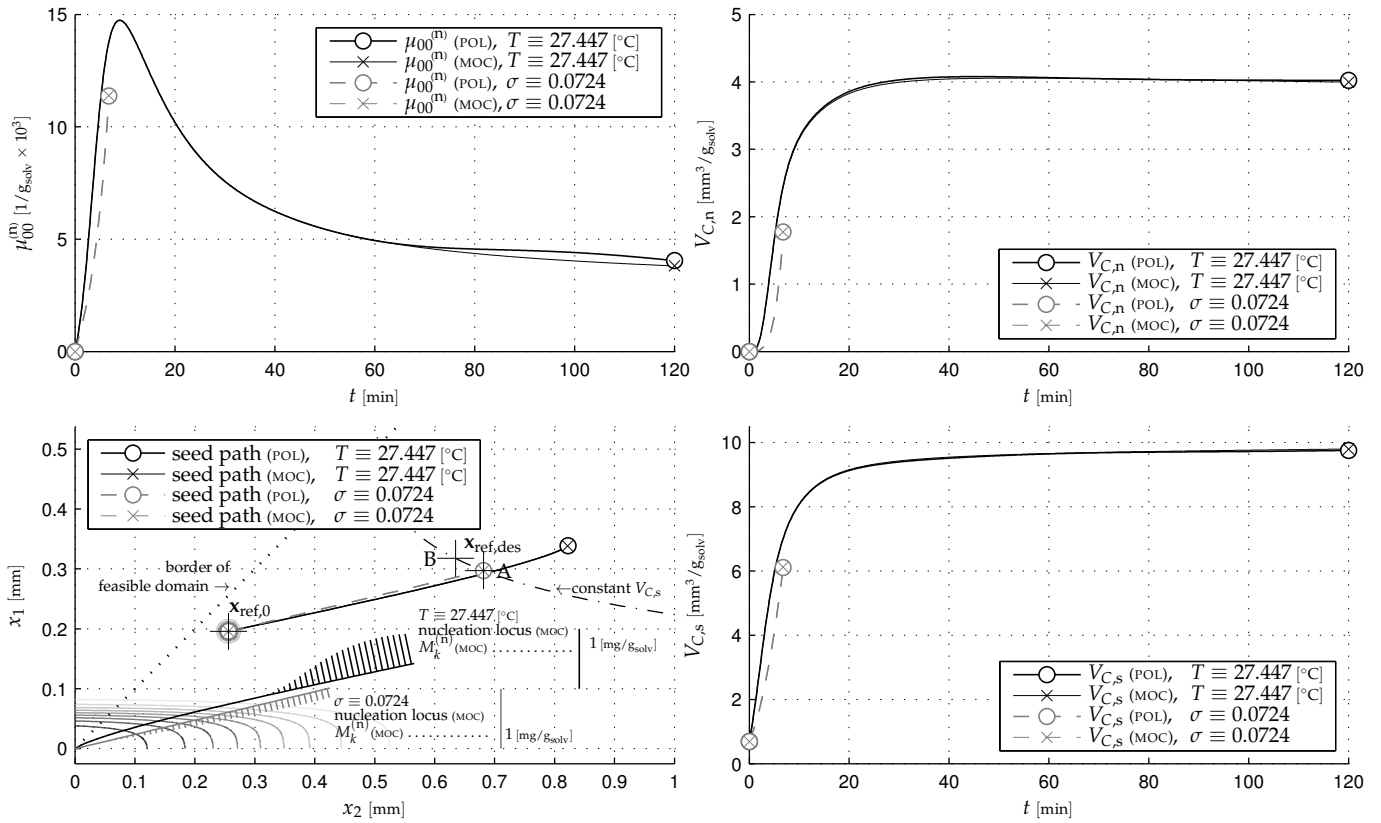 15
10
5
0
0 20 40 60 80 100 120
t [min]
μ00(n) [1/gsolv × 10³]
μ00(n) (POL), T ≡ 27.447 [°C]
μ00(n) (MOC), T ≡ 27.447 [°C]
μ00(n) (POL), σ ≡ 0.0724
μ00(n) (MOC), σ ≡ 0.0724
5
4
3
2
1
0
0 20 40 60 80 100 120
t [min]
VC,n [mm³/gsolv]
VC,n (POL), T ≡ 27.447 [°C]
VC,n (MOC), T ≡ 27.447 [°C]
VC,n (POL), σ ≡ 0.0724
VC,n (MOC), σ ≡ 0.0724
0.5
0.4
0.3
0.2
0.1
0
0 0.1 0.2 0.3 0.4 0.5 0.6 0.7 0.8 0.9 1
x2 [mm]
x1 [mm]
seed path (POL), T ≡ 27.447 [°C]
seed path (MOC), T ≡ 27.447 [°C]
seed path (POL), σ ≡ 0.0724
seed path (MOC), σ ≡ 0.0724
xref,des
B
A
border of
feasible domain →
←constant VC,s
xref,0
T ≡ 27.447 [°C]
nucleation locus (MOC)
Mk(n) (MOC)
1 [mg/gsolv]
σ ≡ 0.0724
nucleation locus (MOC)
Mk(n) (MOC)
1 [mg/gsolv]
10
8
6
4
2
0
0 20 40 60 80 100 120
t [min]
VC,s [mm³/gsolv]
VC,s (POL), T ≡ 27.447 [°C]
VC,s (MOC), T ≡ 27.447 [°C]
VC,s (POL), σ ≡ 0.0724
VC,s (MOC), σ ≡ 0.0724